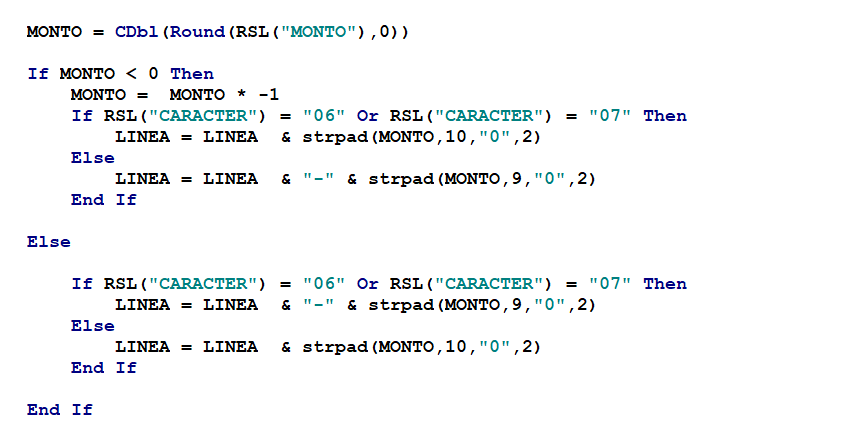 MONTO = CDbl(Round(RSL("MONTO"),0))
If MONTO < 0 Then
MONTO =  MONTO * -1
If RSL("CARACTER") = "06" Or RSL("CARACTER") = "07" Then
LINEA = LINEA  & strpad(MONTO,10,"0",2)
Else
LINEA = LINEA  & "-" & strpad(MONTO,9,"0",2)
End If
Else
If RSL("CARACTER") = "06" Or RSL("CARACTER") = "07" Then
LINEA = LINEA  & "-" & strpad(MONTO,9,"0",2)
Else
LINEA = LINEA  & strpad(MONTO,10,"0",2)
End If
End If